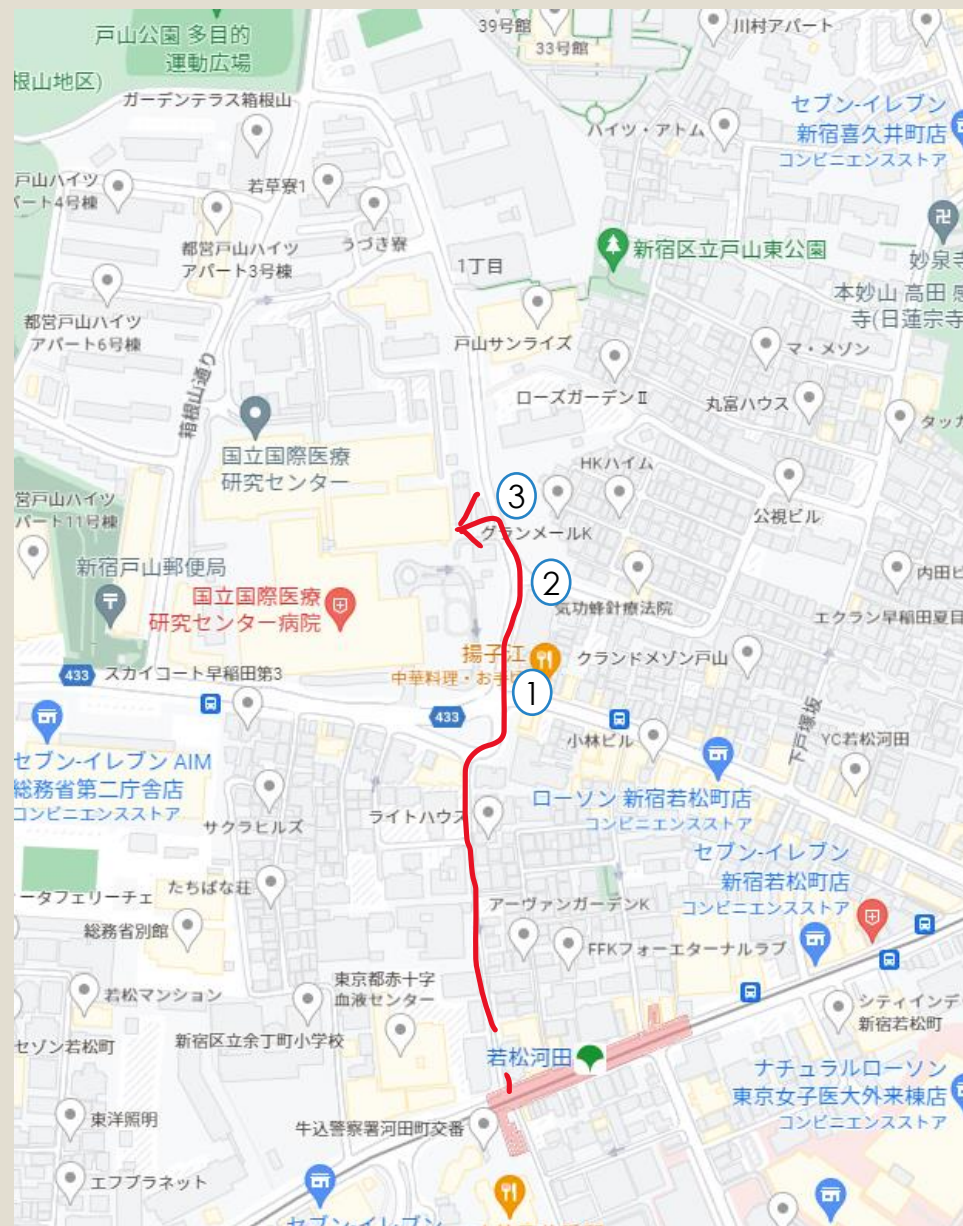 戸山公園 多目的
運動広場
39号館
33号館
川村アパート
根山地区)
ガーデンテラス箱根山
ハイツ・アトム
セブン-イレブン
新宿喜久井町店
コンビニエンスストア
戸山ハイツ
パート4号棟
若草寮1
都営戸山ハイツ
アパート3号棟
うづき寮
1丁目
新宿区立戸山東公園
妙泉寺
本妙山 高田 感
寺(日蓮宗寺
都営戸山ハイツ
アパート6号棟
戸山サンライズ
マ・メゾン
箱根山通り
ローズガーデンⅡ
丸富ハウス
タッカ
国立国際医療
研究センター
HKハイム
営戸山ハイツ
パート11号棟
③
グランメールK
公視ビル
新宿戸山郵便局
国立国際医療
研究センター病院
②
気功蜂針療法院
内田ビ
エクラン早稲田夏目
揚子江
中華料理・お手
①
クランドメゾン戸山
433
スカイコート早稲田第3
433
小林ビル
下戸塚坂
YC若松河田
セブン-イレブン AIM
総務省第二庁舎店
コンビニエンスストア
サクラヒルズ
ライトハウス
ローソン 新宿若松町店
コンビニエンスストア
セブン-イレブン
新宿若松町店
コンビニエンスストア
ータフェリーチェ
たちばな荘
アーヴァンガーデンK
総務省別館
FFKフォーエターナルラブ
若松マンション
東京都赤十字
血液センター
シティインデ
新宿若松町
セゾン若松町
新宿区立余丁町小学校
若松河田
ナチュラルローソン
東京女子医大外来棟店
コンビニエンスストア
東洋照明
牛込警察署河田町交番
エフプラネット
セブン-イレブン